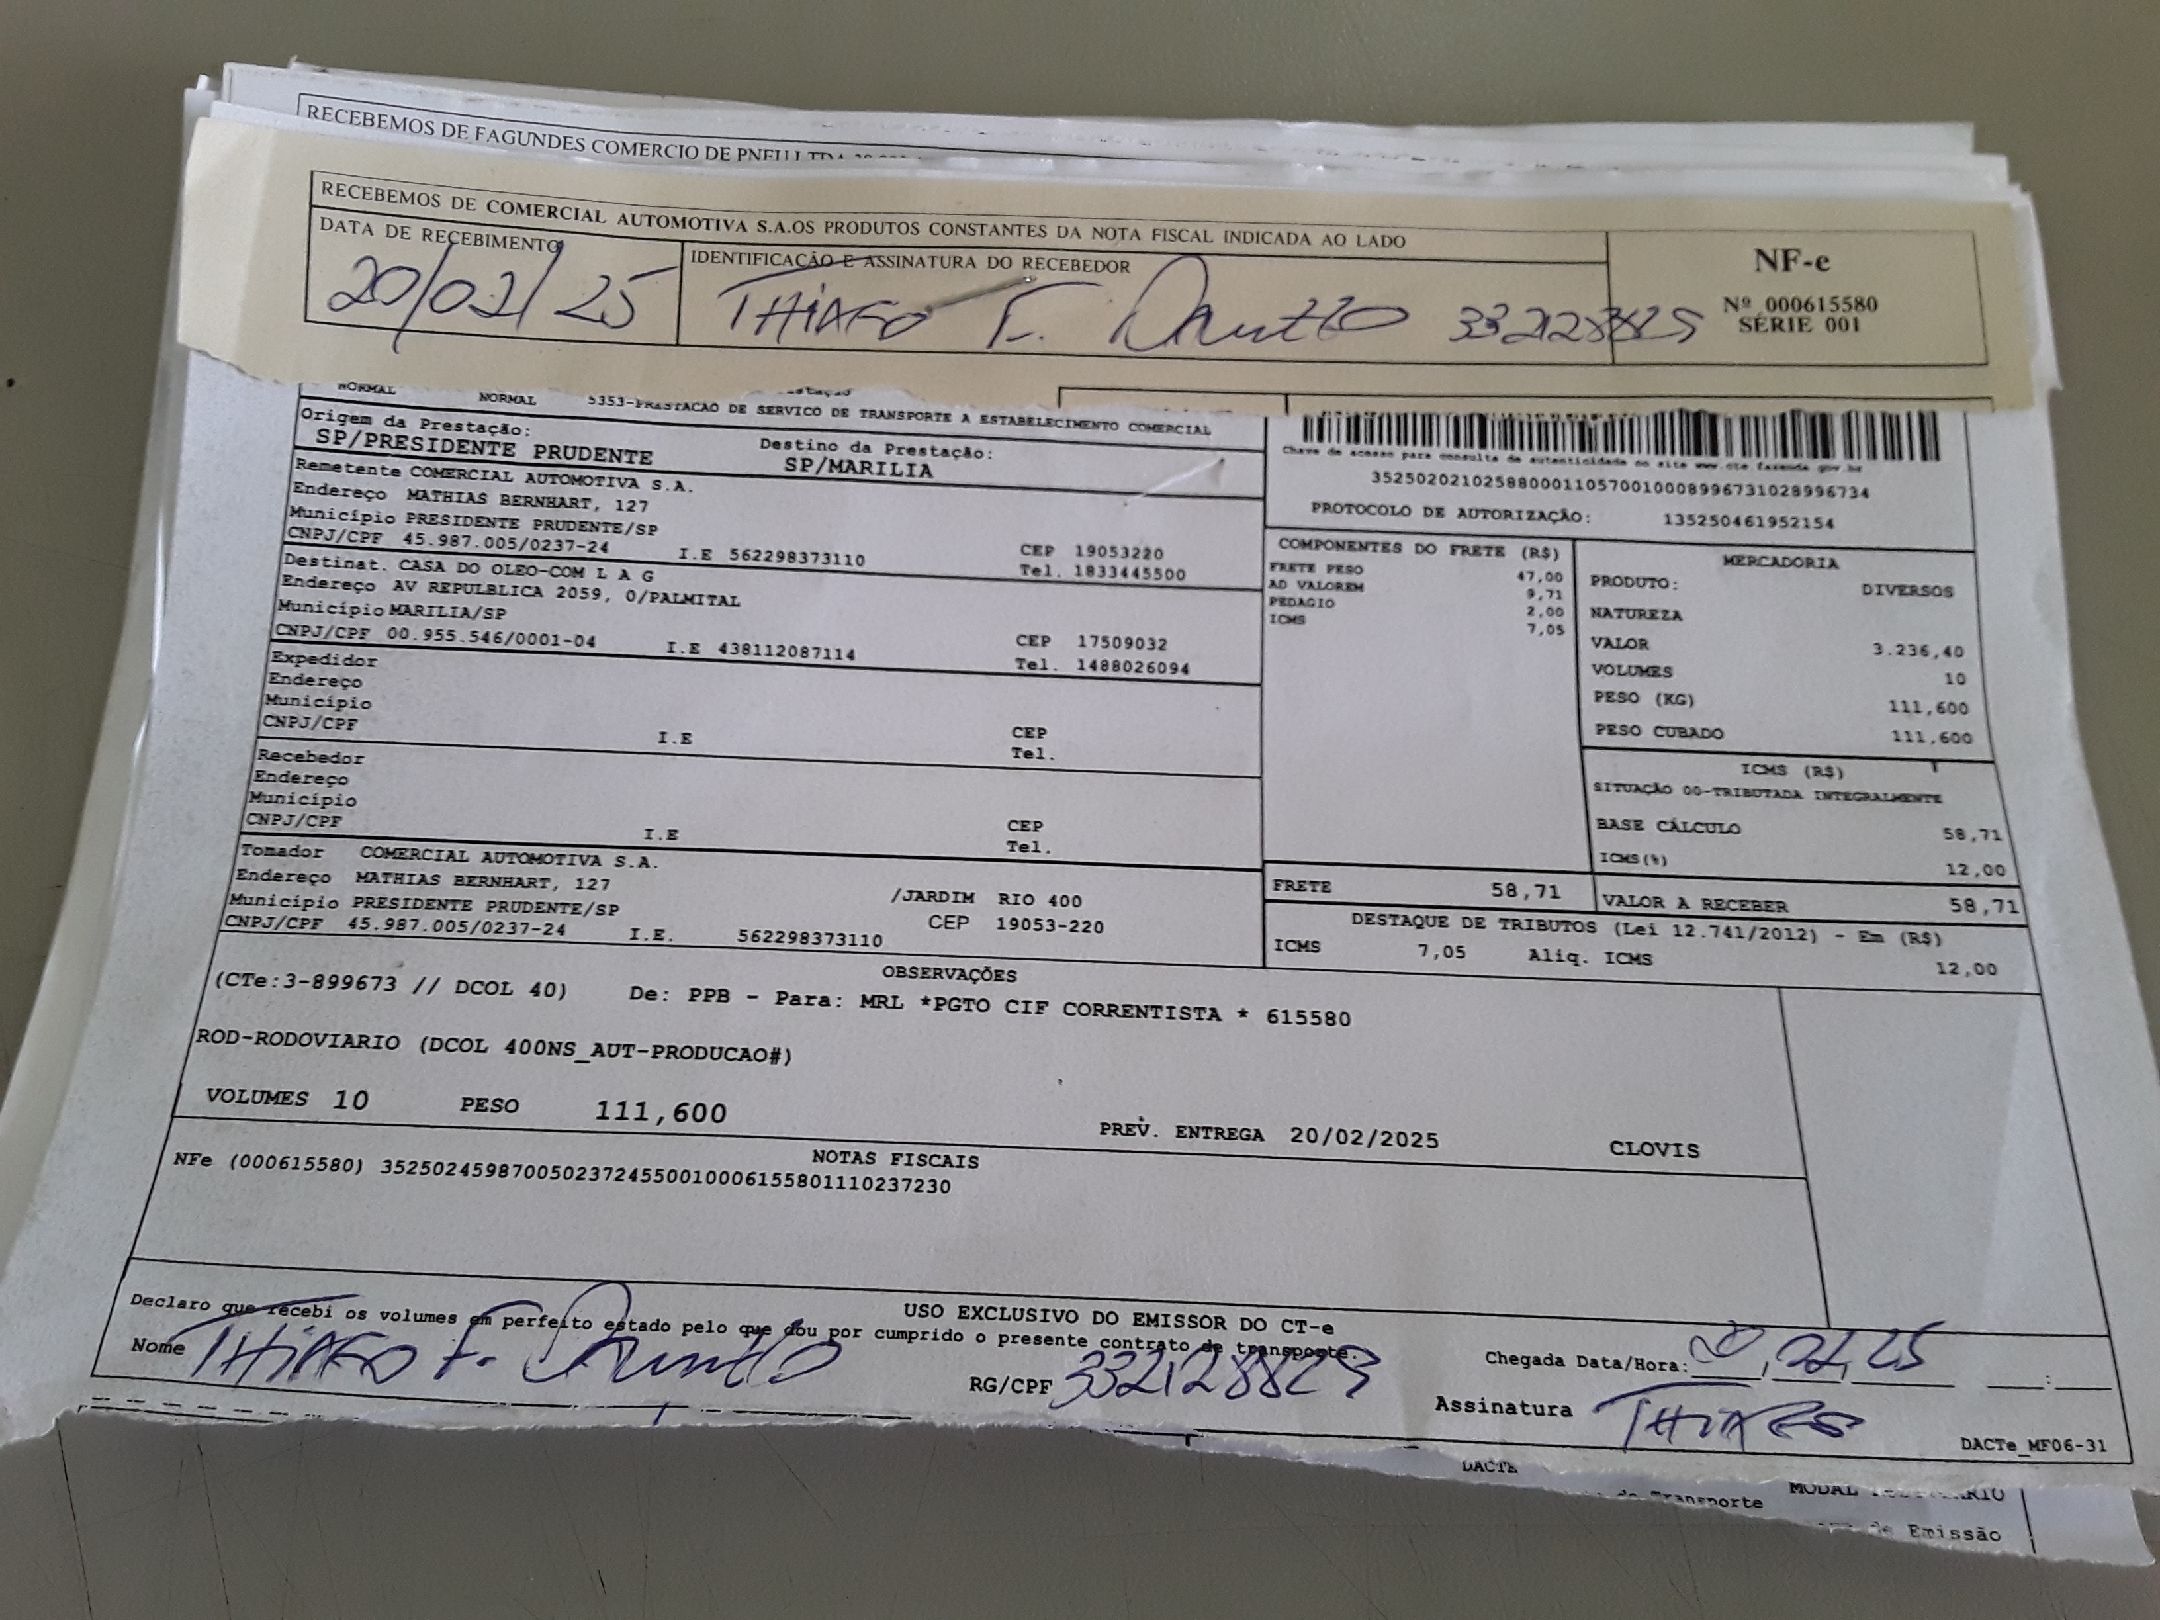 RECEBEMOS DE FAGUNDES COMERCIO DE PNEU LTDA
RECEBEMOS DE COMERCIAL AUTOMOTIVA S.A.OS PRODUTOS CONSTANTES DA NOTA FISCAL INDICADA AO LADO
DATA DE RECEBIMENTO
20/02/25
IDENTIFICAÇÃO E ASSINATURA DO RECEBEDOR
THIAGO F.
NF-e
Nº 000615580
SÉRIE 001
NORMAL NORMAL 5353-PRESTACAO DE SERVICO DE TRANSPORTE A ESTABELECIMENTO COMERCIAL
Origem da Prestação: Destino da Prestação:
SP/PRESIDENTE PRUDENTE SP/MARILIA
Remetente COMERCIAL AUTOMOTIVA S.A.
Endereço MATHIAS BERNHART, 127
Município PRESIDENTE PRUDENTE/SP CEP 19053220
CNPJ/CPF 45.987.005/0237-24 I.E 562298373110 Tel. 1833445500
Destinat. CASA DO OLEO-COM L A G
Endereço AV REPULBLICA 2059, 0/PALMITAL
Município MARILIA/SP CEP 17509032
CNPJ/CPF 00.955.546/0001-04 I.E 438112087114 Tel. 1488026094
Expedidor
Endereço
Município CEP
CNPJ/CPF I.E Tel.
Recebedor
Endereço
Município CEP
CNPJ/CPF I.E Tel.
Tomador COMERCIAL AUTOMOTIVA S.A.
Endereço MATHIAS BERNHART, 127 /JARDIM RIO 400
Município PRESIDENTE PRUDENTE/SP CEP 19053-220
CNPJ/CPF 45.987.005/0237-24 I.E. 562298373110
Chave de acesso para consulta de autenticidade no site www.cte fazenda gov.br
35250202102588000110570010008996731028996734
PROTOCOLO DE AUTORIZAÇÃO: 135250461952154
COMPONENTES DO FRETE (R$)
FRETE PESO 47,00
AD VALOREM 9,71
PEDAGIO 2,00
ICMS 7,05
MERCADORIA
PRODUTO: DIVERSOS
NATUREZA
VALOR 3.236,40
VOLUMES 10
PESO (KG) 111,600
PESO CUBADO 111,600
ICMS (R$)
SITUAÇÃO 00-TRIBUTADA INTEGRALMENTE
BASE CÁLCULO 58,71
ICMS(%) 12,00
FRETE 58,71 VALOR A RECEBER 58,71
DESTAQUE DE TRIBUTOS (Lei 12.741/2012) - Em (R$)
ICMS 7,05 Aliq. ICMS 12,00
OBSERVAÇÕES
(CTe:3-899673 // DCOL 40) De: PPB - Para: MRL *PGTO CIF CORRENTISTA * 615580
ROD-RODOVIARIO (DCOL 400NS_AUT-PRODUCAO#)
VOLUMES 10 PESO 111,600 PREV. ENTREGA 20/02/2025 CLOVIS
NOTAS FISCAIS
NFe (000615580) 35250245987005023724550010006155801110237230
USO EXCLUSIVO DO EMISSOR DO CT-e
Declaro que recebi os volumes em perfeito estado pelo que dou por cumprido o presente contrato de transporte.
Nome THIAGO F. RG/CPF Chegada Data/Hora: 20,02,25 :
Assinatura THIAGO
DACTe_MF06-31
DACTE
de Transporte
de Emissão